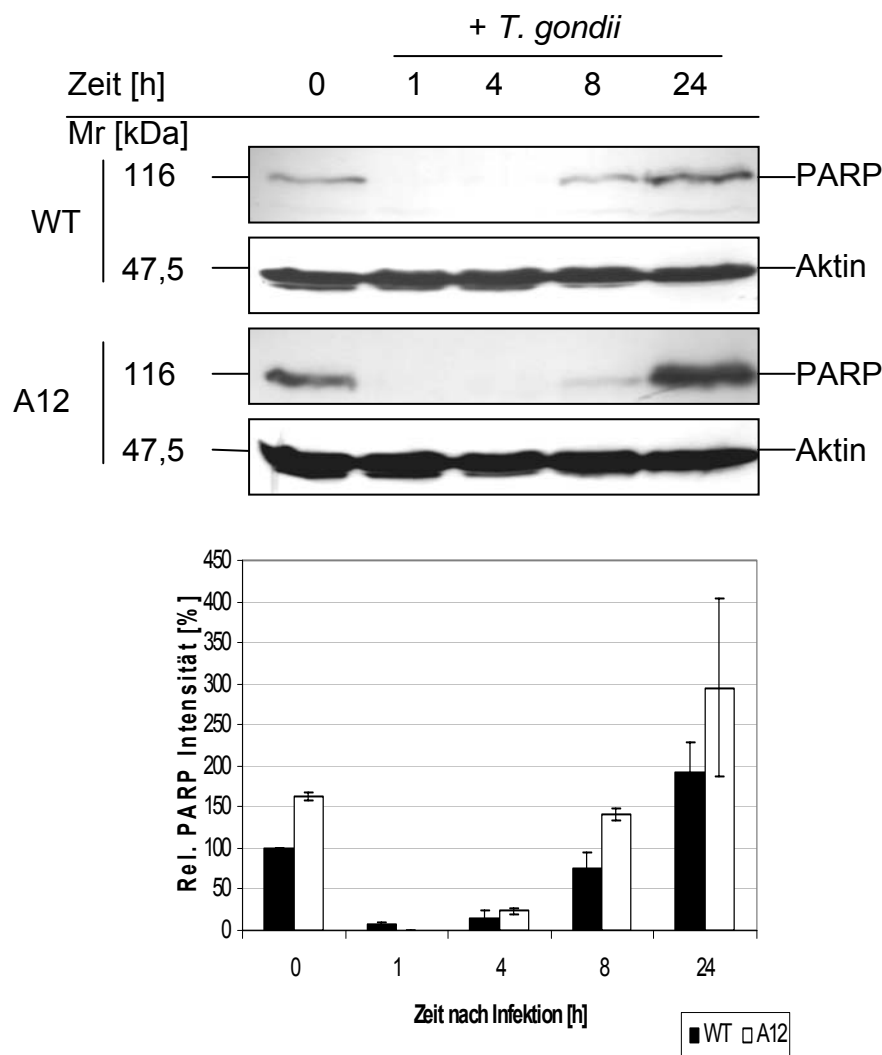 + T. gondii
Zeit [h] 0 1 4 8 24
Mr [kDa]
WT
116
PARP
47,5
Aktin
A12
116
PARP
47,5
Aktin
Rel. PARP Intensität [%]
450
400
350
300
250
200
150
100
50
0
0 1 4 8 24
Zeit nach Infektion [h]
WT A12